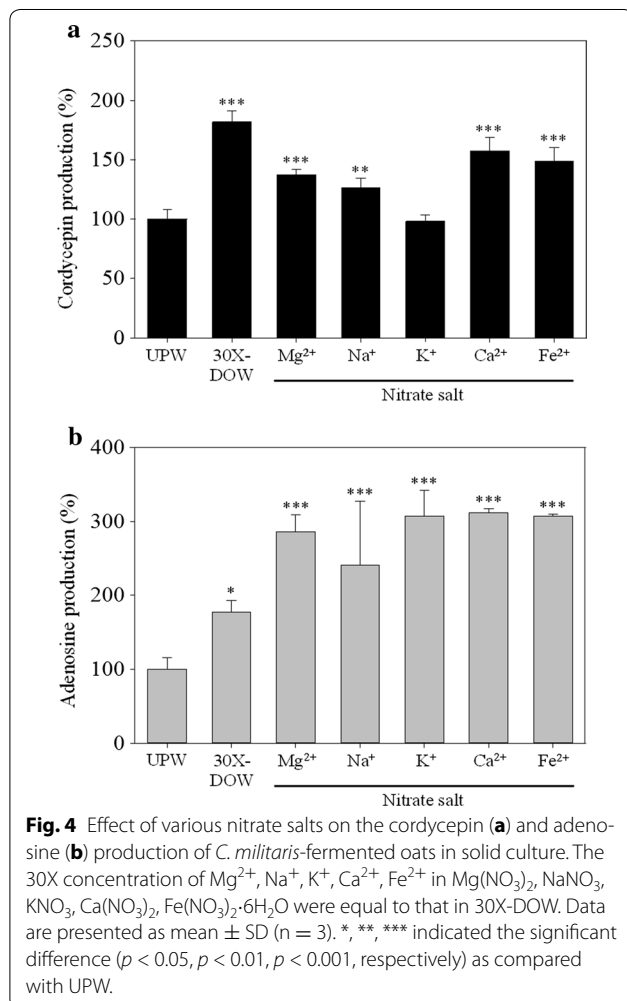 a
250
***
200
***
***
***
**
150
100
50
0
Cordycepin production (%)
UPW 30X- Mg²⁺ Na⁺ K⁺ Ca²⁺ Fe²⁺
DOW
Nitrate salt
b
400
***
***
***
***
***
300
*
200
100
0
Adenosine production (%)
UPW 30X- Mg²⁺ Na⁺ K⁺ Ca²⁺ Fe²⁺
DOW
Nitrate salt
Fig. 4 Effect of various nitrate salts on the cordycepin (a) and adeno-
sine (b) production of C. militaris-fermented oats in solid culture. The
30X concentration of Mg²⁺, Na⁺, K⁺, Ca²⁺, Fe²⁺ in Mg(NO₃)₂, NaNO₃,
KNO₃, Ca(NO₃)₂, Fe(NO₃)₂·6H₂O were equal to that in 30X-DOW. Data
are presented as mean ± SD (n = 3). *, **, *** indicated the significant
difference (p < 0.05, p < 0.01, p < 0.001, respectively) as compared
with UPW.